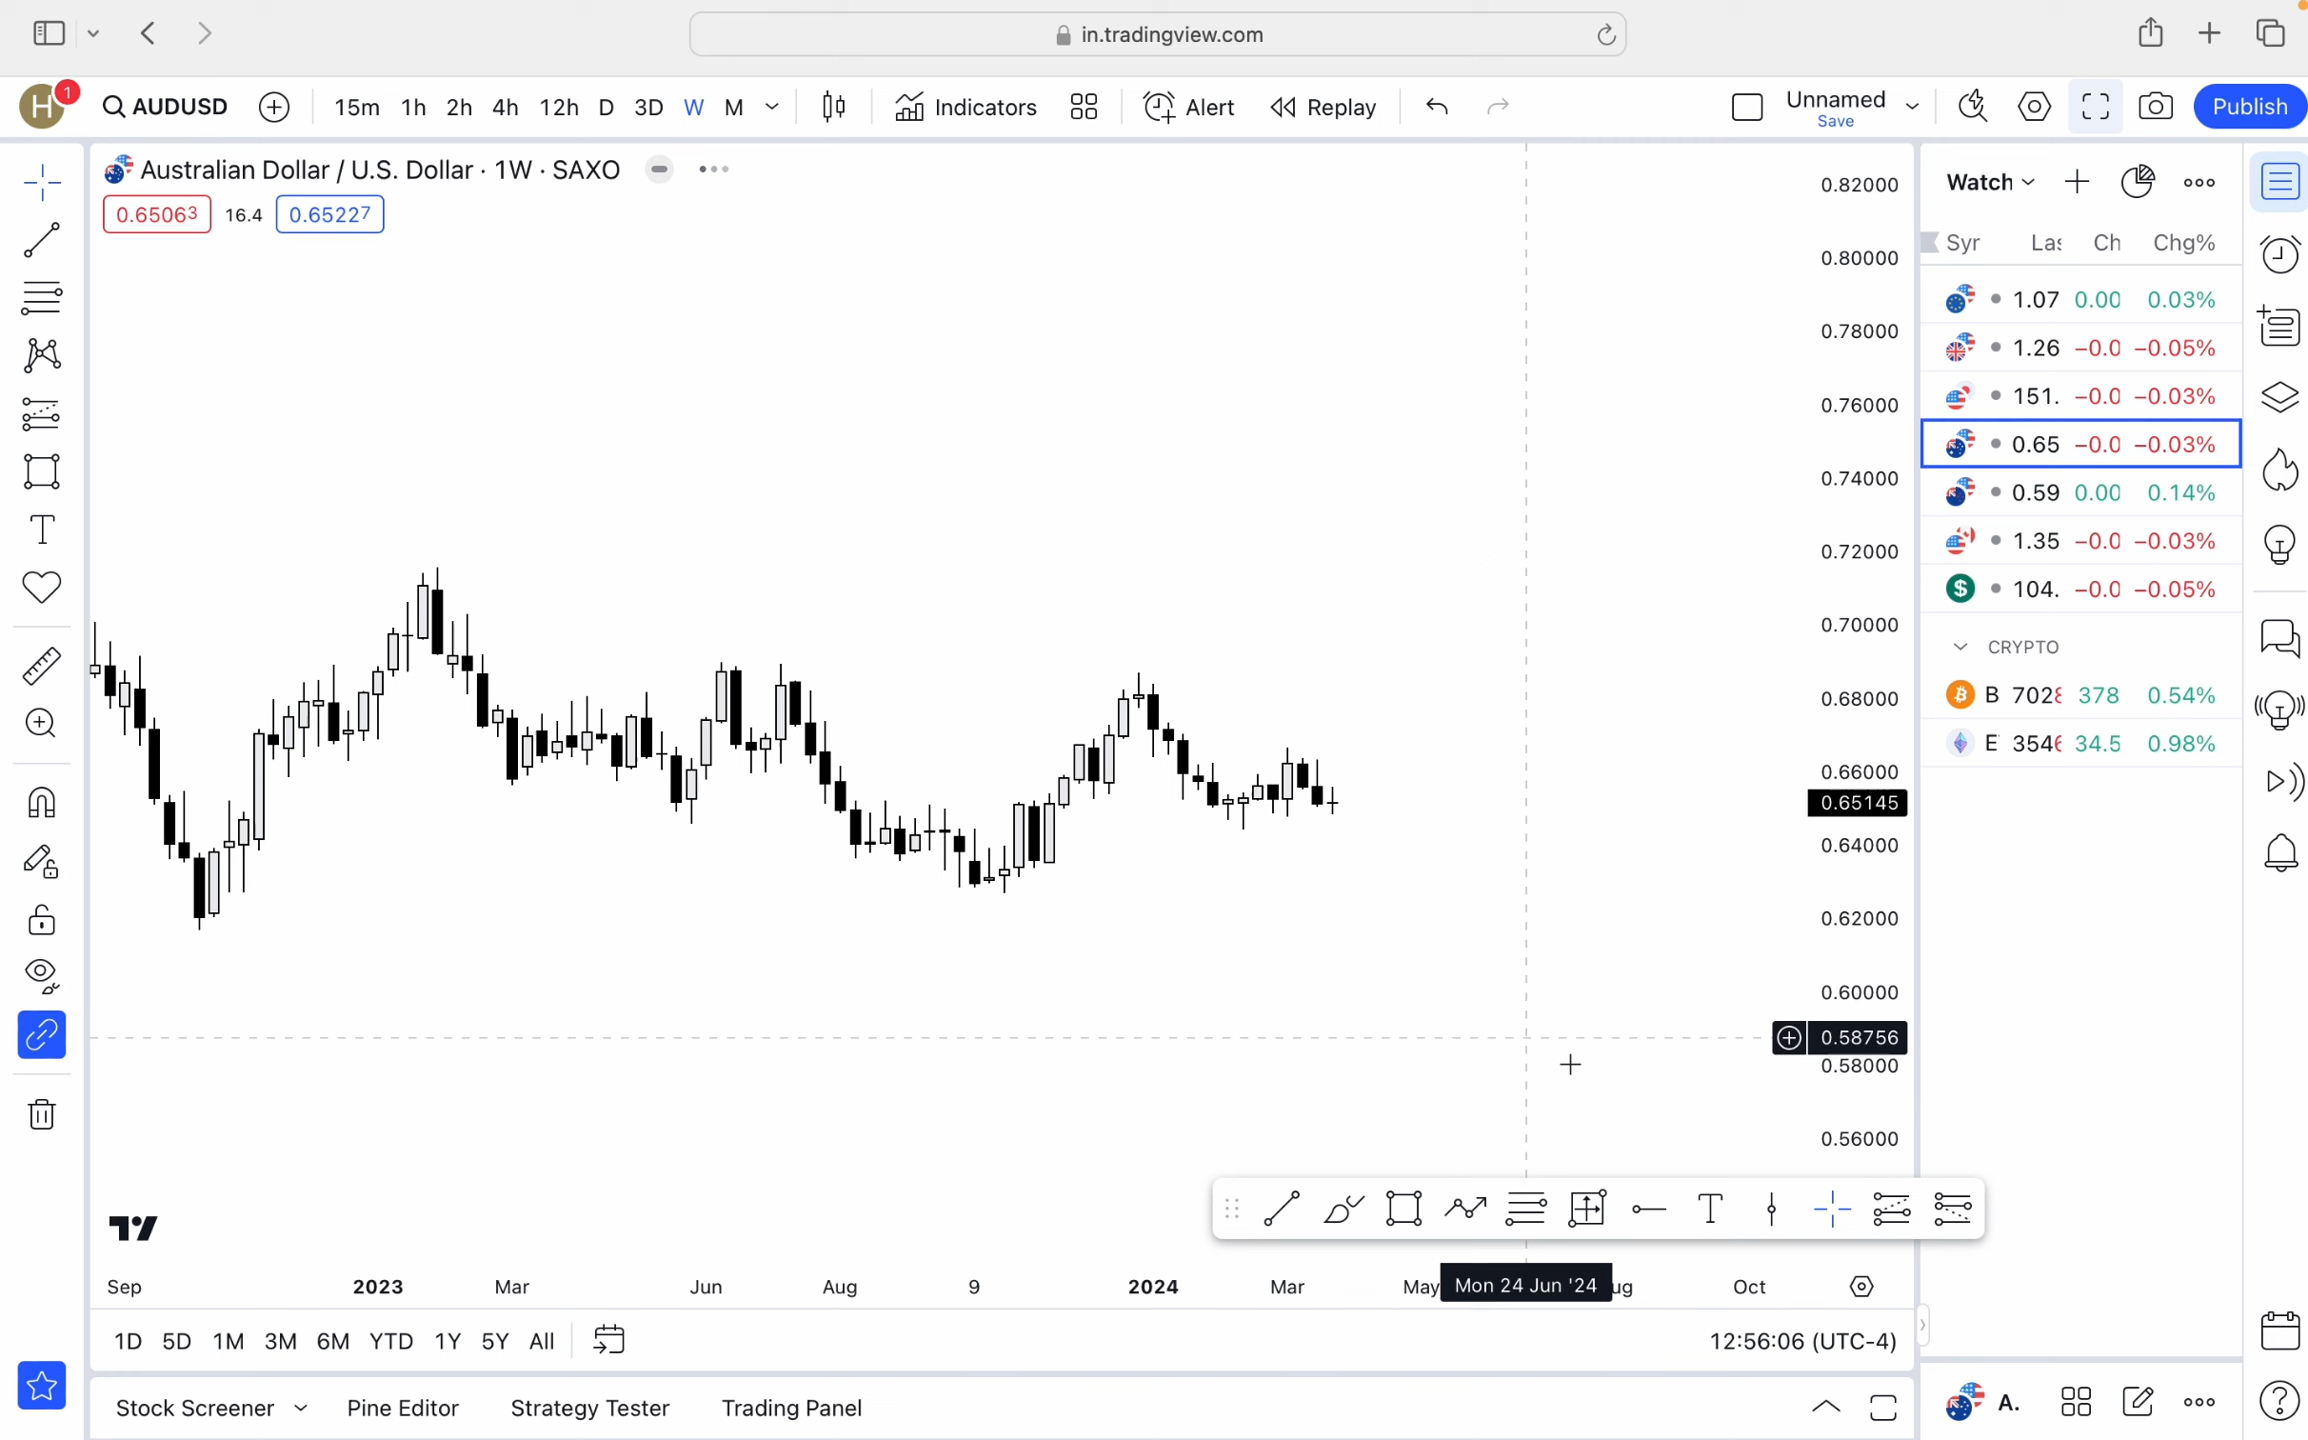 in.tradingview.com
H 1 AUDUSD 15m 1h 2h 4h 12h D 3D W M Indicators Alert Replay Unnamed Save Publish
Australian Dollar / U.S. Dollar · 1W · SAXO
0.65063 16.4 0.65227
0.82000
0.80000
0.78000
0.76000
0.74000
0.72000
0.70000
0.68000
0.66000
0.65145
0.64000
0.62000
0.60000
0.58756
0.58000
0.56000
Sep 2023 Mar Jun Aug 9 2024 Mar May Mon 24 Jun '24 ug Oct
1D 5D 1M 3M 6M YTD 1Y 5Y All 12:56:06 (UTC-4)
Stock Screener Pine Editor Strategy Tester Trading Panel
Watch
Syr Las Ch Chg%
1.07 0.00 0.03%
1.26 −0.0 −0.05%
151. −0.0 −0.03%
0.65 −0.0 −0.03%
0.59 0.00 0.14%
1.35 −0.0 −0.03%
104. −0.0 −0.05%
CRYPTO
B 7028 378 0.54%
E 3546 34.5 0.98%
A.